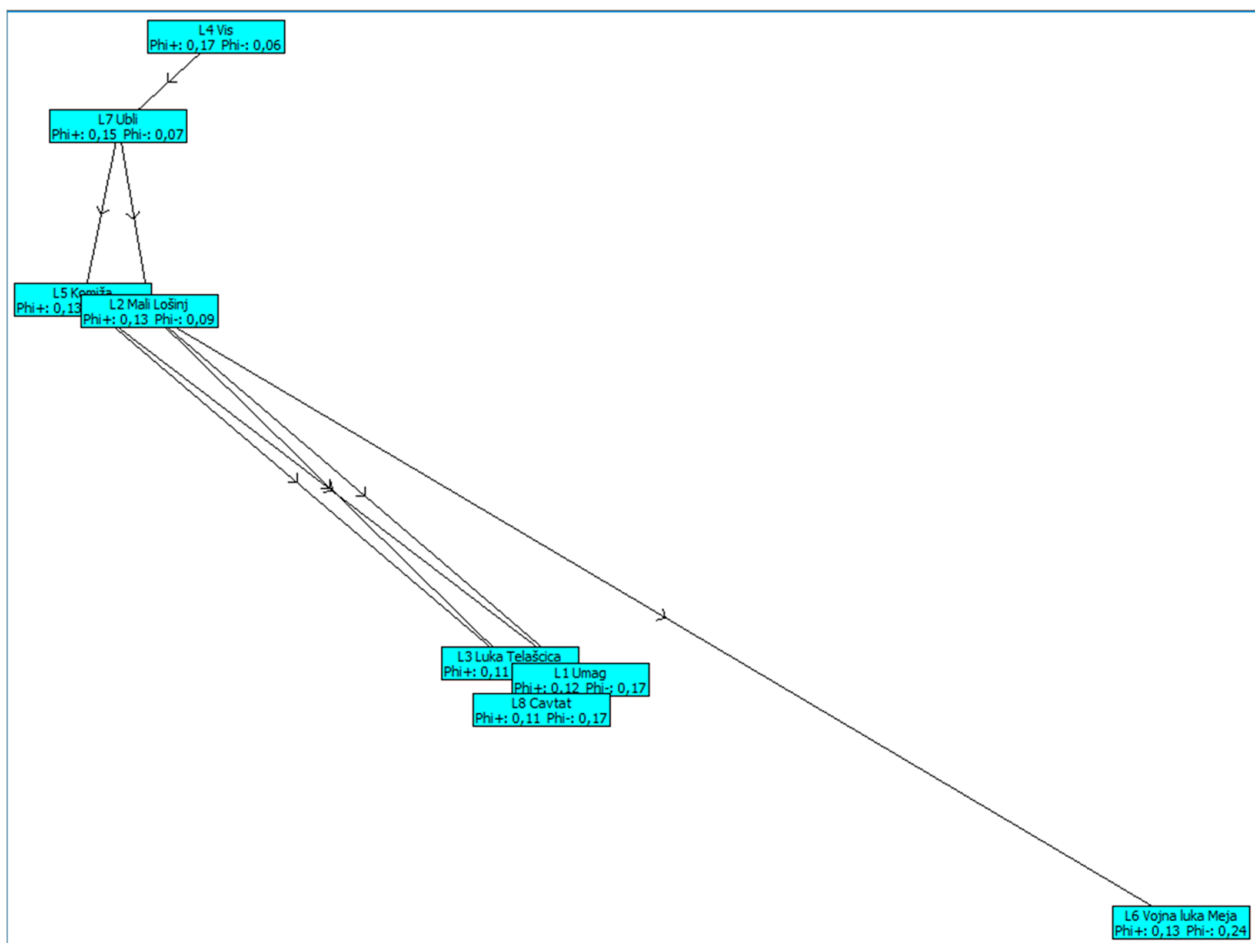 L4 Vis
Phi+: 0,17 Phi-: 0,06
L7 Ubli
Phi+: 0,15 Phi-: 0,07
L5 Komiža
Phi+: 0,13
L2 Mali Lošinj
Phi+: 0,13 Phi-: 0,09
L3 Luka Telašcica
Phi+: 0,11
L1 Umag
Phi+: 0,12 Phi-: 0,17
L8 Cavtat
Phi+: 0,11 Phi-: 0,17
L6 Vojna luka Meja
Phi+: 0,13 Phi-: 0,24